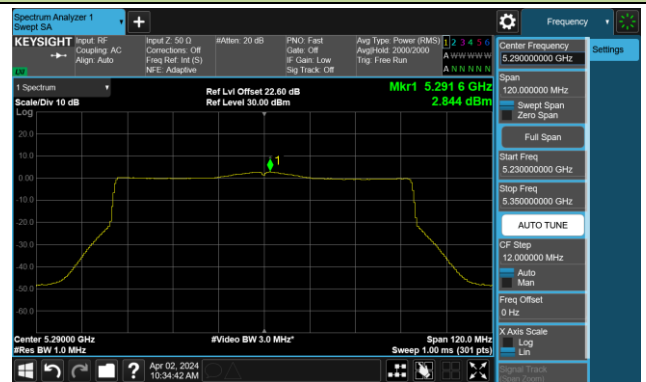 Spectrum Analyzer 1
Swept SA
+
Frequency
KEYSIGHT
Input: RF
Coupling: AC
Align: Auto
Input Z: 50 Ω
Corrections: Off
Freq Ref: Int (S)
NFE: Adaptive
#Atten: 20 dB
PNO: Fast
Gate: Off
IF Gain: Low
Sig Track: Off
Avg Type: Power (RMS)
Avg|Hold: 2000/2000
Trig: Free Run
1 2 3 4 5 6
A W W W W W
A N N N N N
1 Spectrum
Scale/Div 10 dB
Log
Ref Lvl Offset 22.60 dB
Ref Level 30.00 dBm
Mkr1 5.291 6 GHz
2.844 dBm
20.0
10.0
0.00
-10.0
-20.0
-30.0
-40.0
-50.0
-60.0
1
Center 5.29000 GHz
#Res BW 1.0 MHz
#Video BW 3.0 MHz*
Span 120.0 MHz
Sweep 1.00 ms (301 pts)
Center Frequency
5.290000000 GHz
Settings
Span
120.000000 MHz
Swept Span
Zero Span
Full Span
Start Freq
5.230000000 GHz
Stop Freq
5.350000000 GHz
AUTO TUNE
CF Step
12.000000 MHz
Auto
Man
Freq Offset
0 Hz
X Axis Scale
Log
Lin
Signal Track
(Span Zoom)
?
Apr 02, 2024
10:34:42 AM